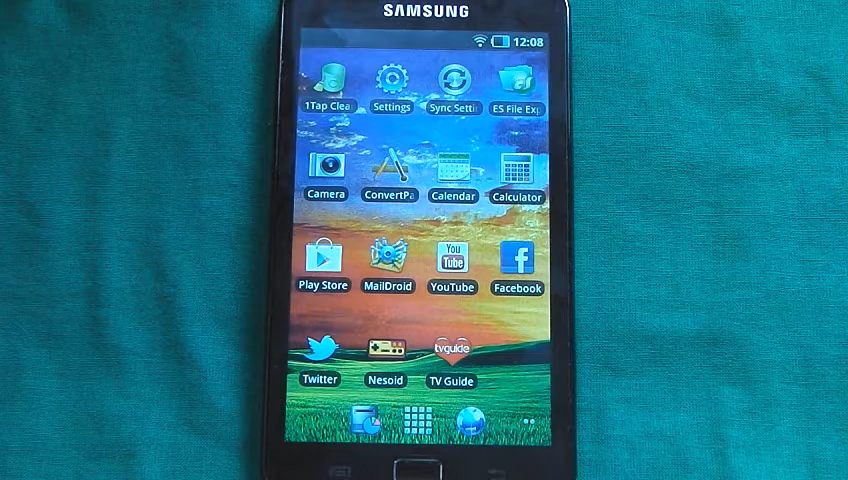 SAMSUNG
12:08
1Tap Clea
Settings
Sync Setti
ES File Exp
Camera
ConvertPa
Calendar
Calculator
Play Store
MailDroid
You
Tube
YouTube
f
Facebook
Twitter
Nesoid
tvguide
TV Guide